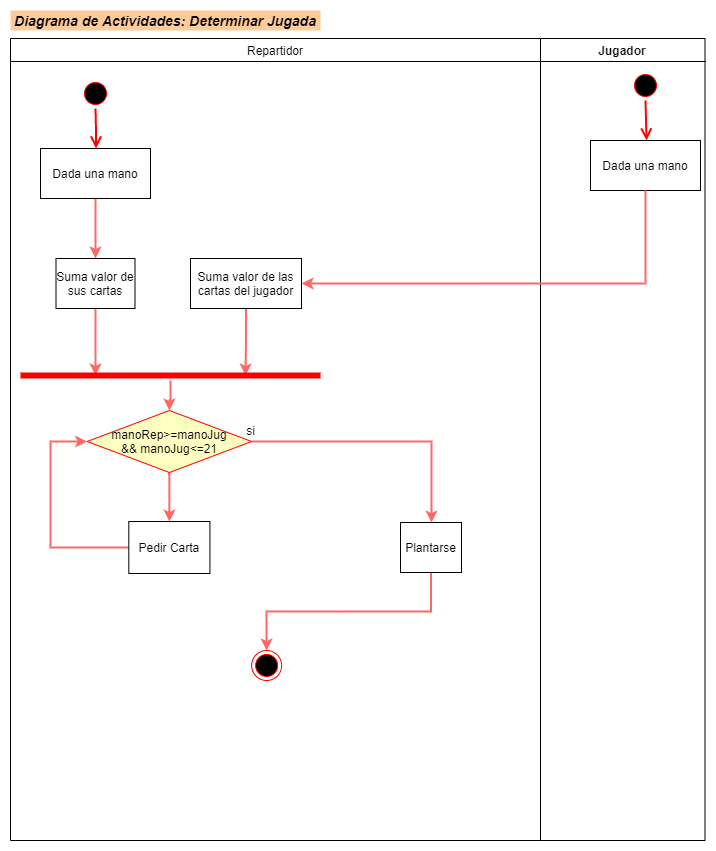 Diagrama de Actividades: Determinar Jugada
Repartidor
Jugador
Dada una mano
Dada una mano
Suma valor de
sus cartas
Suma valor de las
cartas del jugador
manoRep>=manoJug
&& manoJug<=21
si
Pedir Carta
Plantarse